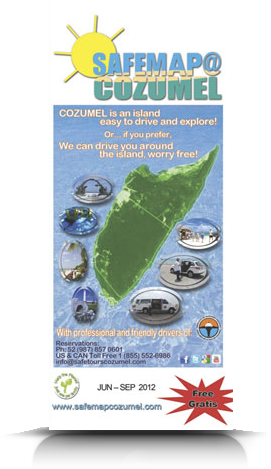 SAFEMAP@
COZUMEL
COZUMEL is an island
easy to drive and explore!
Or... if you prefer,
We can drive you around
the island, worry free!
With professional and friendly drivers of:
Reservations:
Ph: 52 (987) 857 0601
US & CAN Toll Free 1 (855) 552-6986
info@safetourscozumel.com
JUN – SEP 2012
Free
Gratis
www.safemapcozumel.com